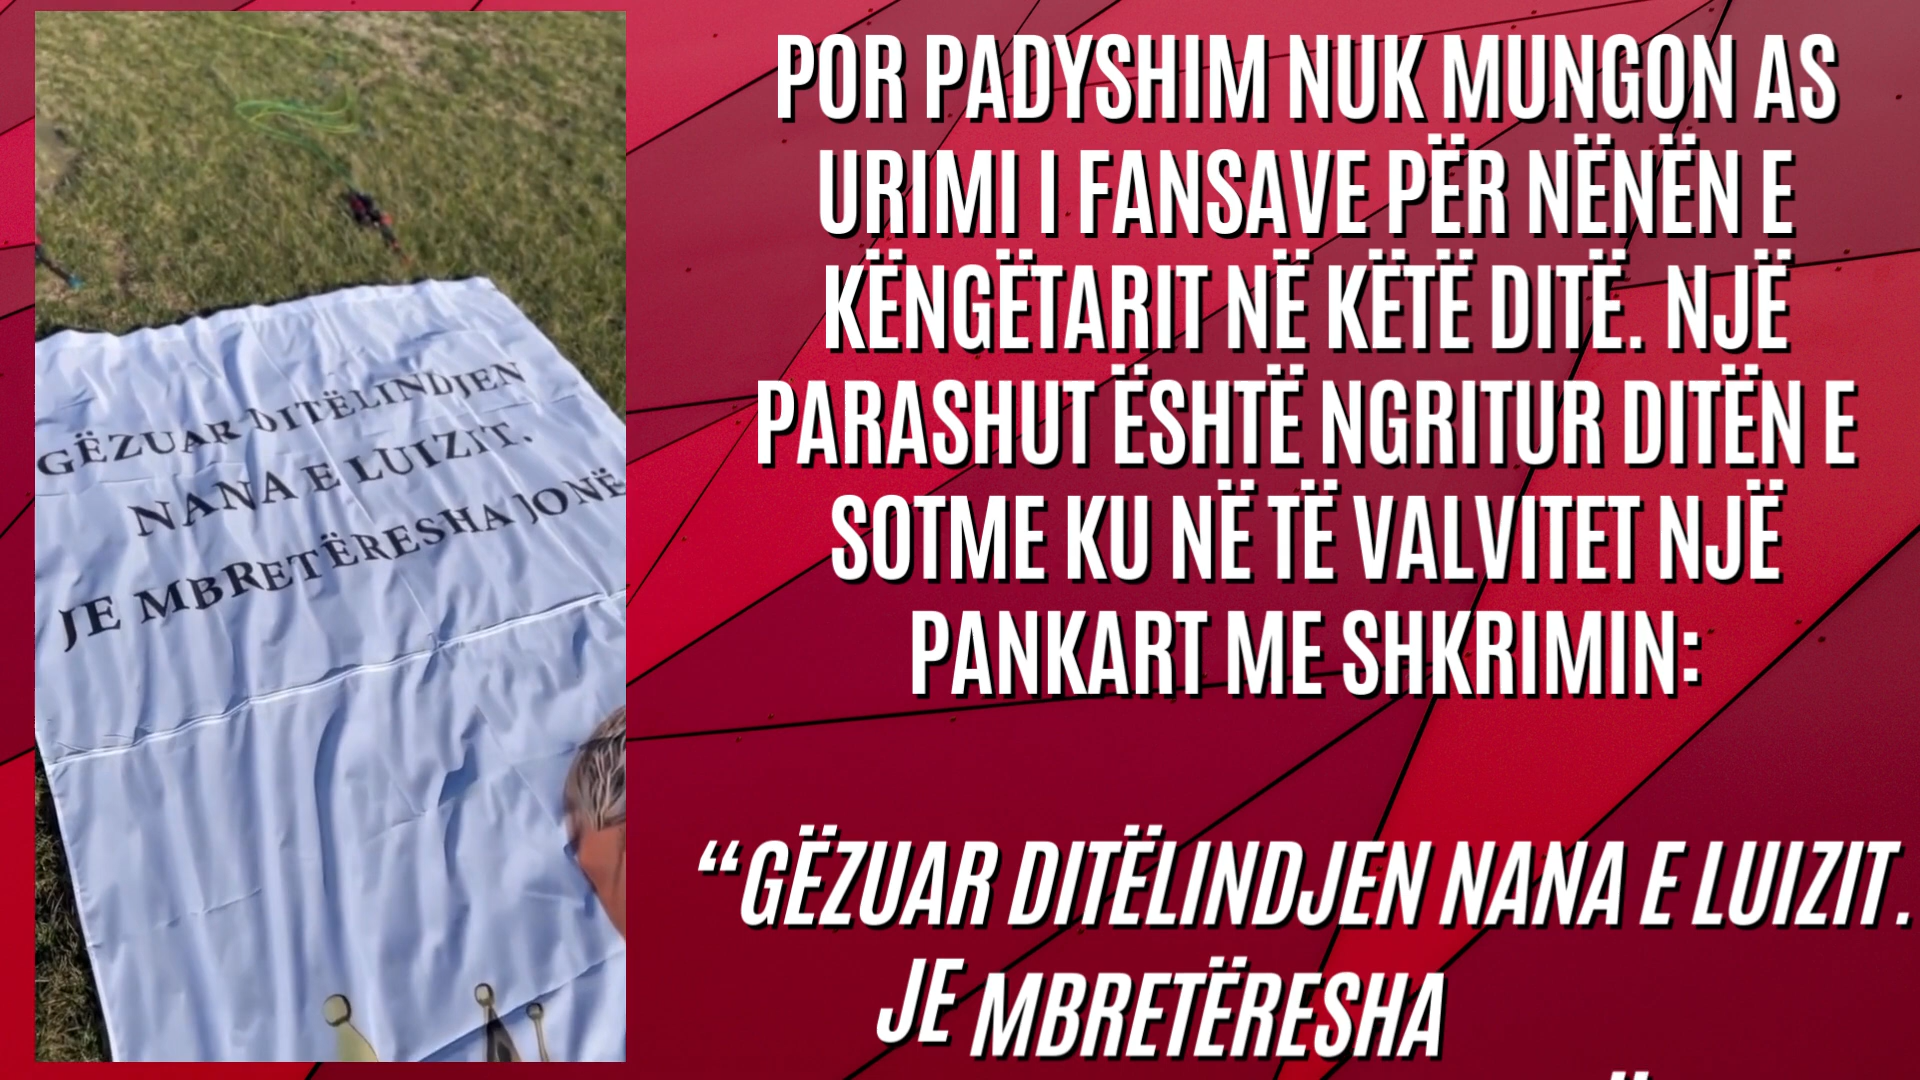 GËZUAR DITËLINDJEN
NANA E LUIZIT.
JE MBRETËRESHA JONË
POR PADYSHIM NUK MUNGON AS
URIMI I FANSAVE PËR NËNËN E
KËNGËTARIT NË KËTË DITË. NJË
PARASHUT ËSHTË NGRITUR DITËN E
SOTME KU NË TË VALVITET NJË
PANKART ME SHKRIMIN:
“GËZUAR DITËLINDJEN NANA E LUIZIT.
JE MBRETËRESHA